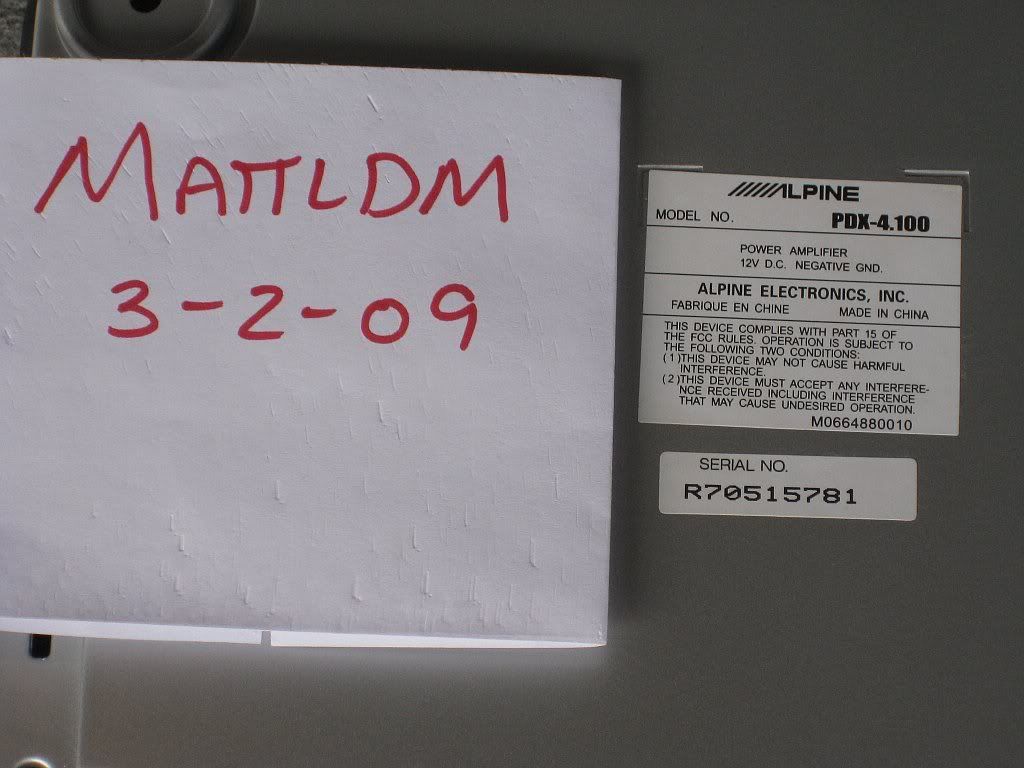 MATTLDM
3-2-09
ALPINE
MODEL NO. PDX-4.100
POWER AMPLIFIER
12V D.C. NEGATIVE GND.
ALPINE ELECTRONICS, INC.
FABRIQUE EN CHINE MADE IN CHINA
THIS DEVICE COMPLIES WITH PART 15 OF
THE FCC RULES. OPERATION IS SUBJECT TO
THE FOLLOWING TWO CONDITIONS:
(1)THIS DEVICE MAY NOT CAUSE HARMFUL
INTERFERENCE.
(2)THIS DEVICE MUST ACCEPT ANY INTERFERE-
NCE RECEIVED INCLUDING INTERFERENCE
THAT MAY CAUSE UNDESIRED OPERATION.
M0664880010
SERIAL NO.
R70515781